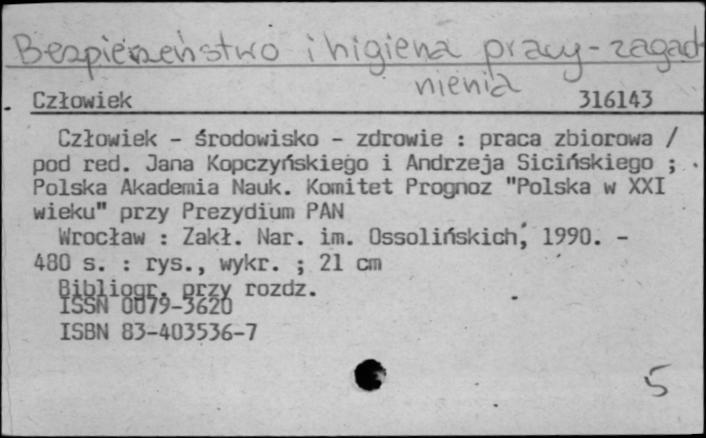 Bezpieczeństwo i higiena pracy - zagad
nienia
Człowiek 316143
Człowiek - środowisko - zdrowie : praca zbiorowa /
pod red. Jana Kopczyńskiego i Andrzeja Sicińskiego ;
Polska Akademia Nauk. Komitet Prognoz "Polska w XXI
wieku" przy Prezydium PAN
Wrocław : Zakł. Nar. im. Ossolińskich, 1990. -
480 s. : rys., wykr. ; 21 cm
Bibliogr. przy rozdz.
ISSN 0079-3620
ISBN 83-403536-7
5